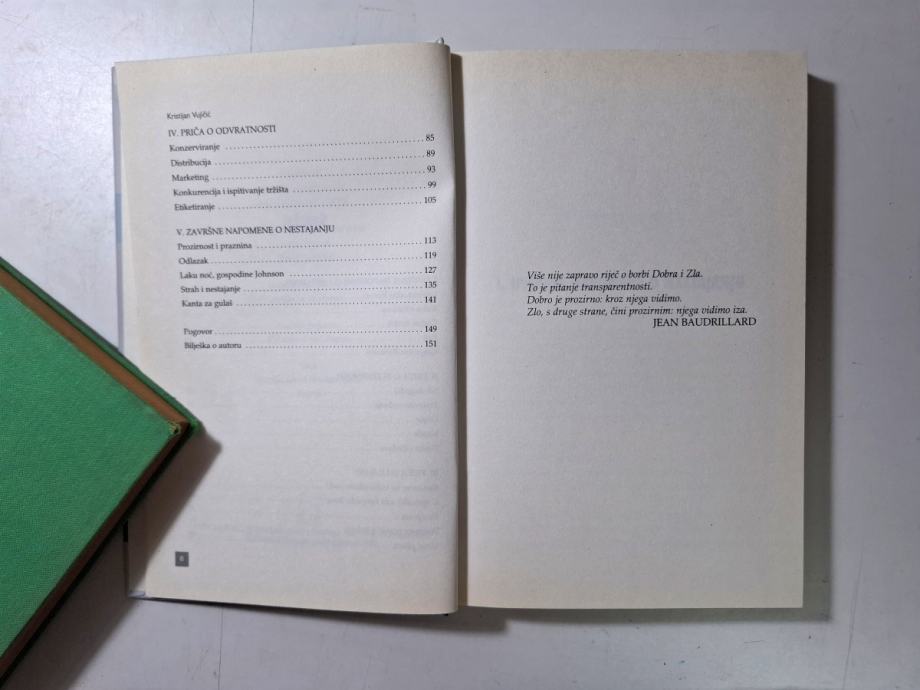 Kristijan Vujičić
IV. PRIČA O ODVRATNOSTI
Konzerviranje ........ 85
Distribucija ........ 89
Marketing ........ 93
Konkurencija i ispitivanje tržišta ........ 99
Etiketiranje ........ 105
V. ZAVRŠNE NAPOMENE O NESTAJANJU
Prozirnost i praznina ........ 113
Odlazak ........ 119
Laku noć, gospodine Johnson ........ 127
Strah i nestajanje ........ 135
Kanta za gulaš ........ 141
Pogovor ........ 149
Bilješka o autoru ........ 151
8
Više nije zapravo riječ o borbi Dobra i Zla.
To je pitanje transparentnosti.
Dobro je prozirno: kroz njega vidimo.
Zlo, s druge strane, čini prozirnim: njega vidimo iza.
JEAN BAUDRILLARD